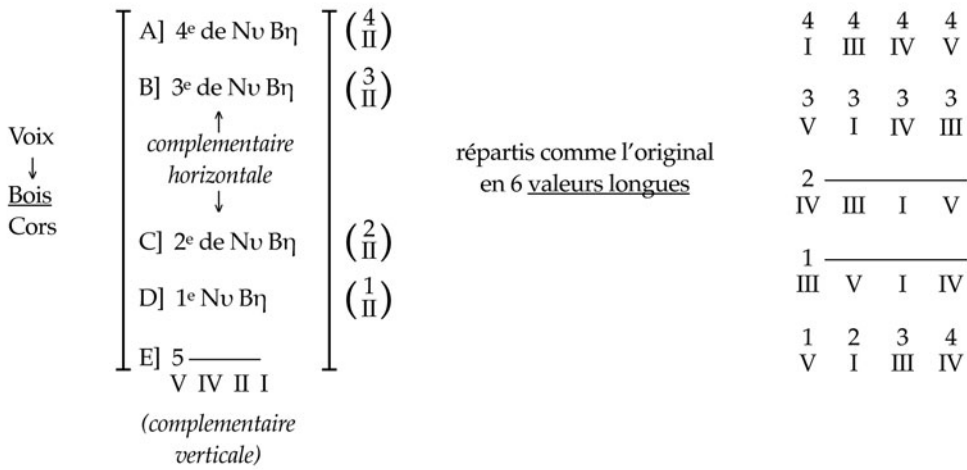 Voix
↓
Bois
Cors
A] 4e de Nυ Bη (4 II)
B] 3e de Nυ Bη (3 II)
↑
complementaire
horizontale
↓
C] 2e de Nυ Bη (2 II)
D] 1e Nυ Bη (1 II)
E] 5
V IV II I
(complementaire
verticale)
répartis comme l'original
en 6 valeurs longues
4 4 4 4
I III IV V
3 3 3 3
V I IV III
2
IV III I V
1
III V I IV
1 2 3 4
V I III IV